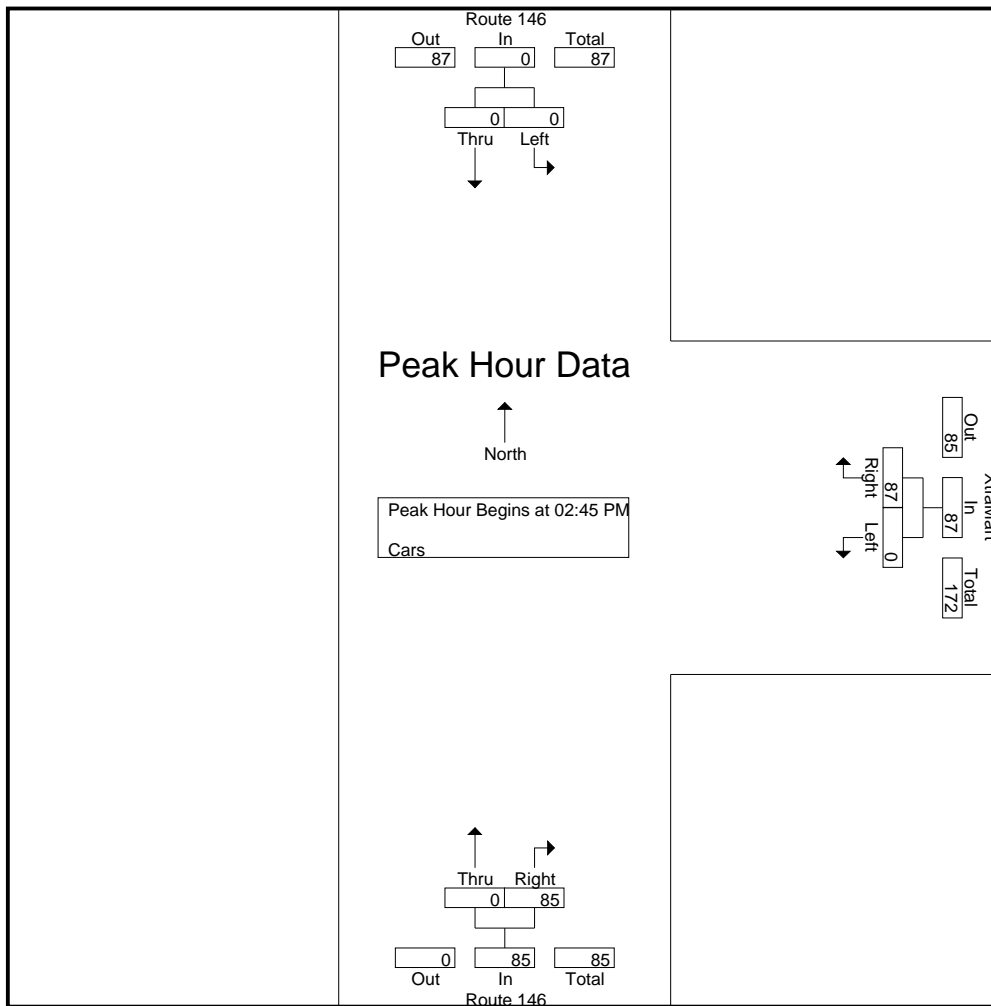 Route 146
Out In Total
87 0 87
0 0
Thru Left
Peak Hour Data
North
Peak Hour Begins at 02:45 PM
Cars
Right Left
87 0
Out In Total
85 87 172
Thru Right
0 85
0 85 85
Out In Total
Route 146